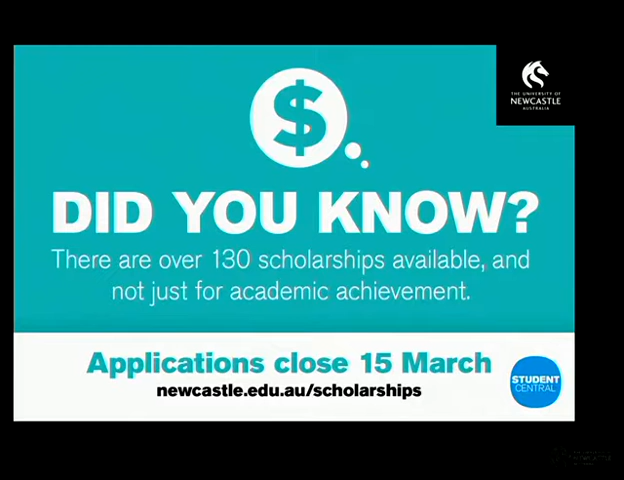 THE UNIVERSITY OF
NEWCASTLE
AUSTRALIA
$
DID YOU KNOW?
There are over 130 scholarships available, and
not just for academic achievement.
Applications close 15 March
newcastle.edu.au/scholarships
STUDENT
CENTRAL